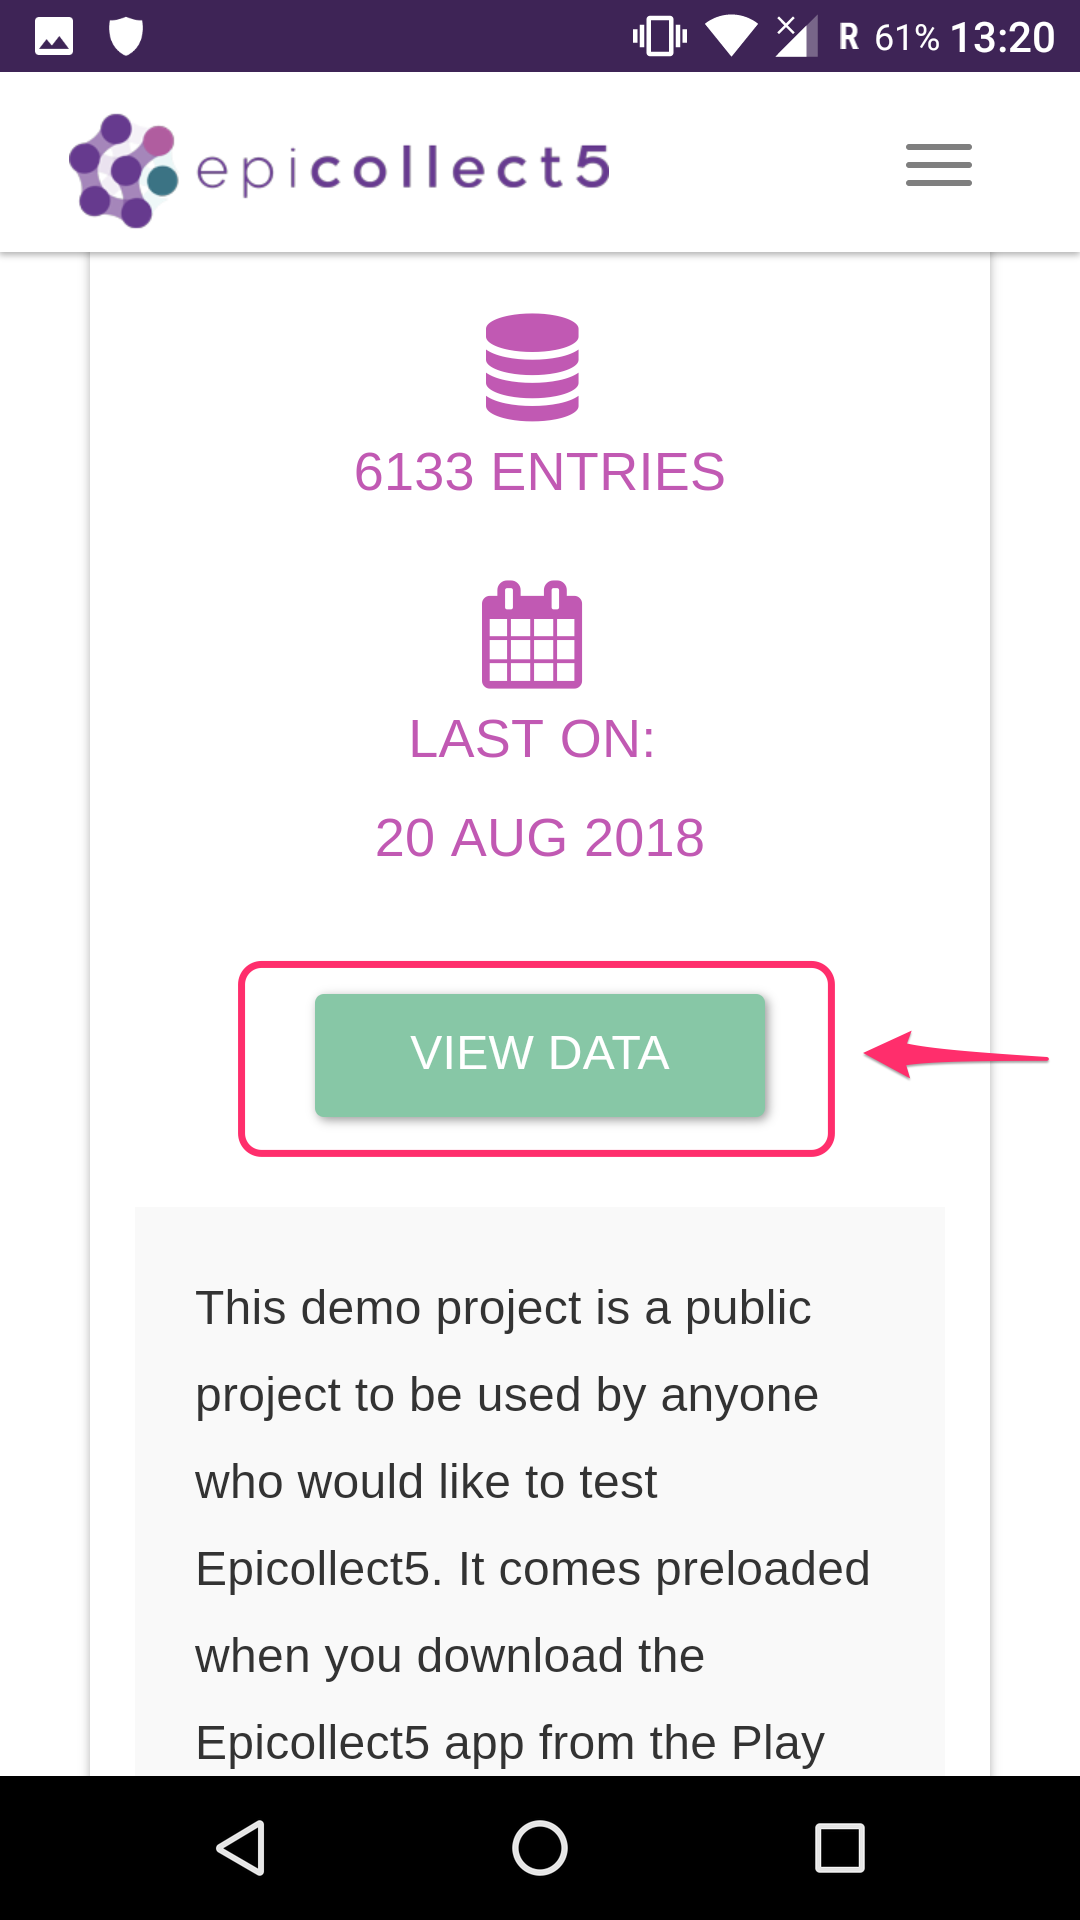 R 61% 13:20
epicollect5
6133 ENTRIES
LAST ON:
20 AUG 2018
VIEW DATA
This demo project is a public
project to be used by anyone
who would like to test
Epicollect5. It comes preloaded
when you download the
Epicollect5 app from the Play